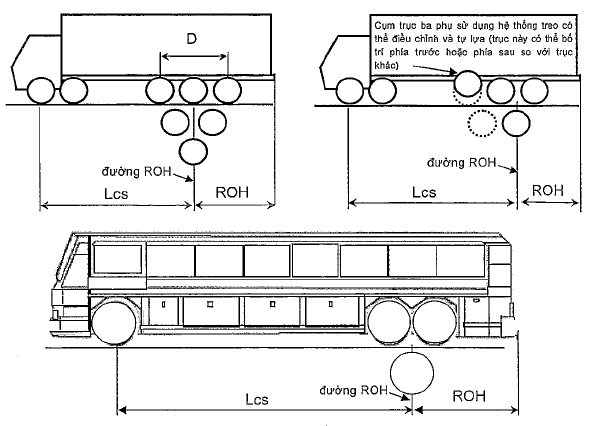 D
đường ROH
Lcs
ROH
Cụm trục ba phụ sử dụng hệ thống treo có
thể điều chỉnh và tự lựa (trục này có thể bố
trí phía trước hoặc phía sau so với trục
khác)
đường ROH
Lcs
ROH
đường ROH
Lcs
ROH